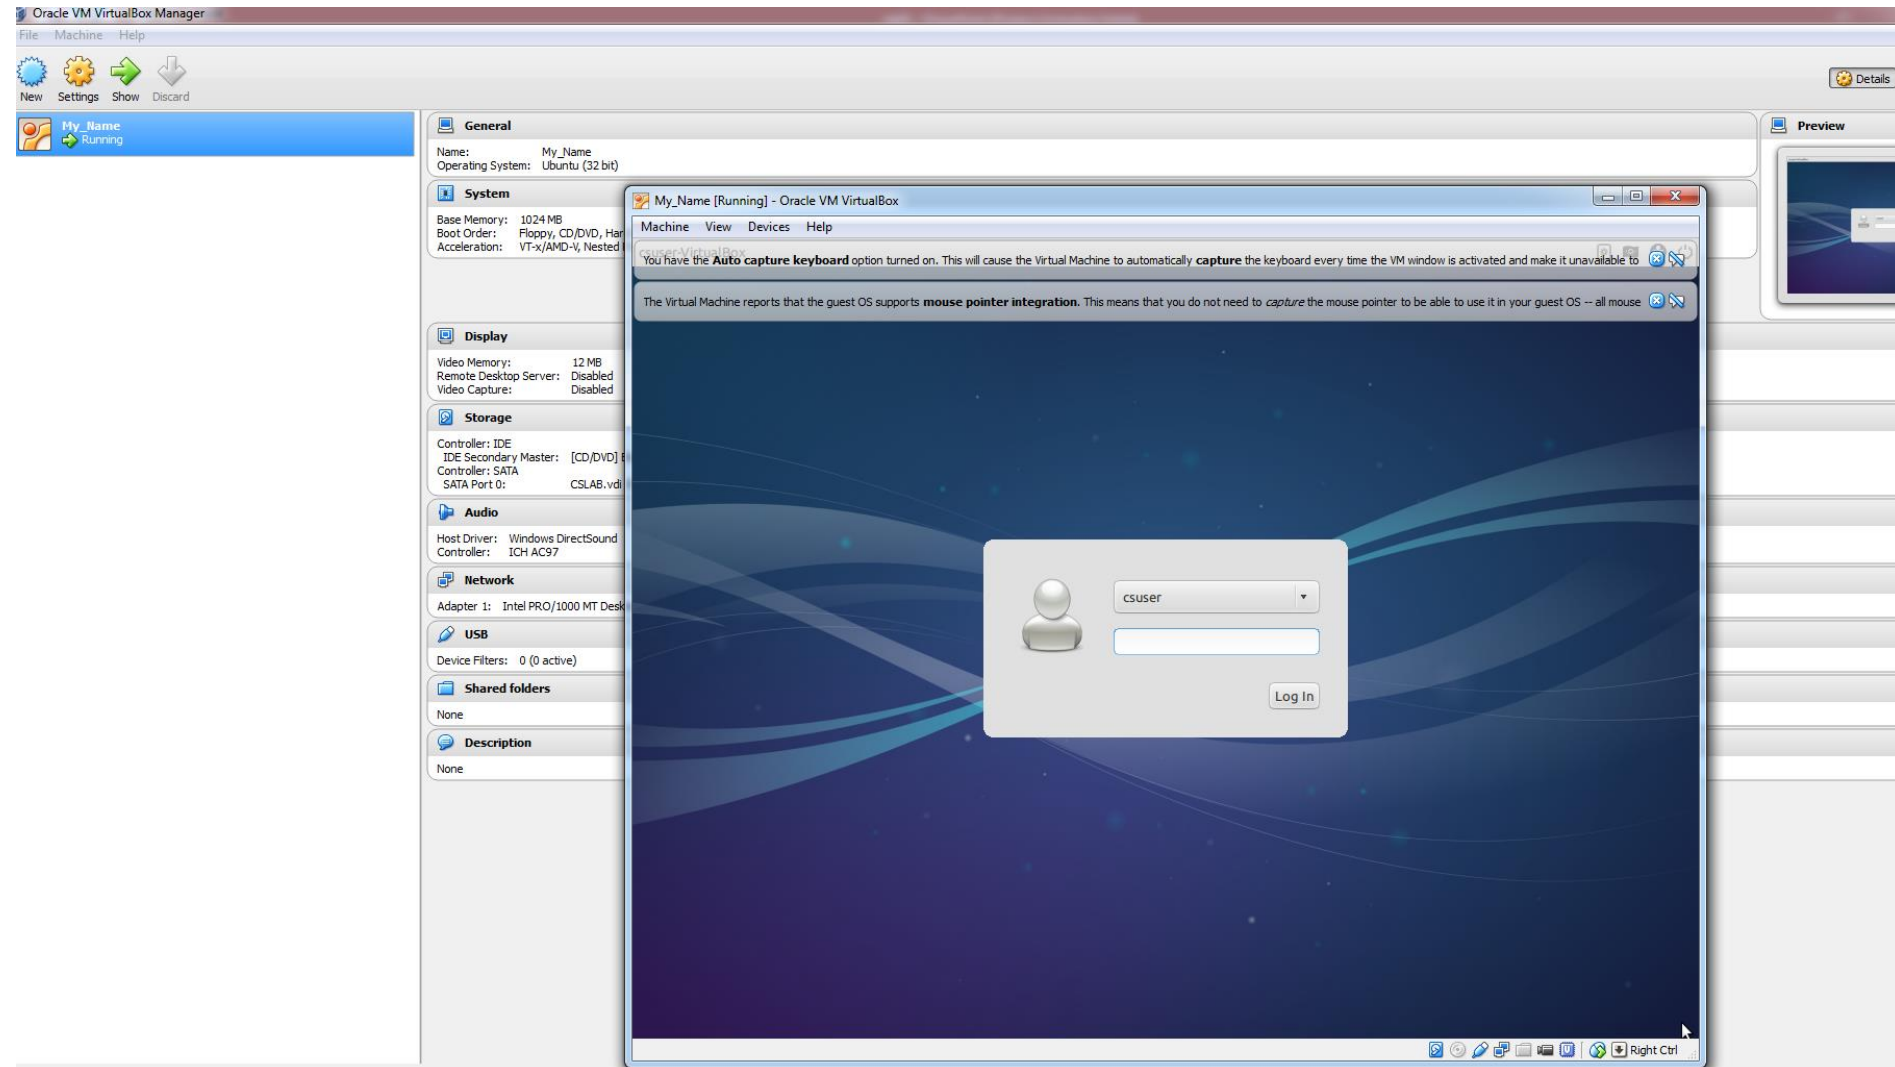 Oracle VM VirtualBox Manager
File Machine Help
New Settings Show Discard
Details
My_Name
Running
General
Name: My_Name
Operating System: Ubuntu (32 bit)
System
Base Memory: 1024 MB
Boot Order: Floppy, CD/DVD, Har
Acceleration: VT-x/AMD-V, Nested
Display
Video Memory: 12 MB
Remote Desktop Server: Disabled
Video Capture: Disabled
Storage
Controller: IDE
IDE Secondary Master: [CD/DVD]
Controller: SATA
SATA Port 0: CSLAB.vdi
Audio
Host Driver: Windows DirectSound
Controller: ICH AC97
Network
Adapter 1: Intel PRO/1000 MT Desk
USB
Device Filters: 0 (0 active)
Shared folders
None
Description
None
Preview
My_Name [Running] - Oracle VM VirtualBox
Machine View Devices Help
csuser-VirtualBox
You have the Auto capture keyboard option turned on. This will cause the Virtual Machine to automatically capture the keyboard every time the VM window is activated and make it unavailable to
The Virtual Machine reports that the guest OS supports mouse pointer integration. This means that you do not need to capture the mouse pointer to be able to use it in your guest OS -- all mouse
csuser
Log In
Right Ctrl